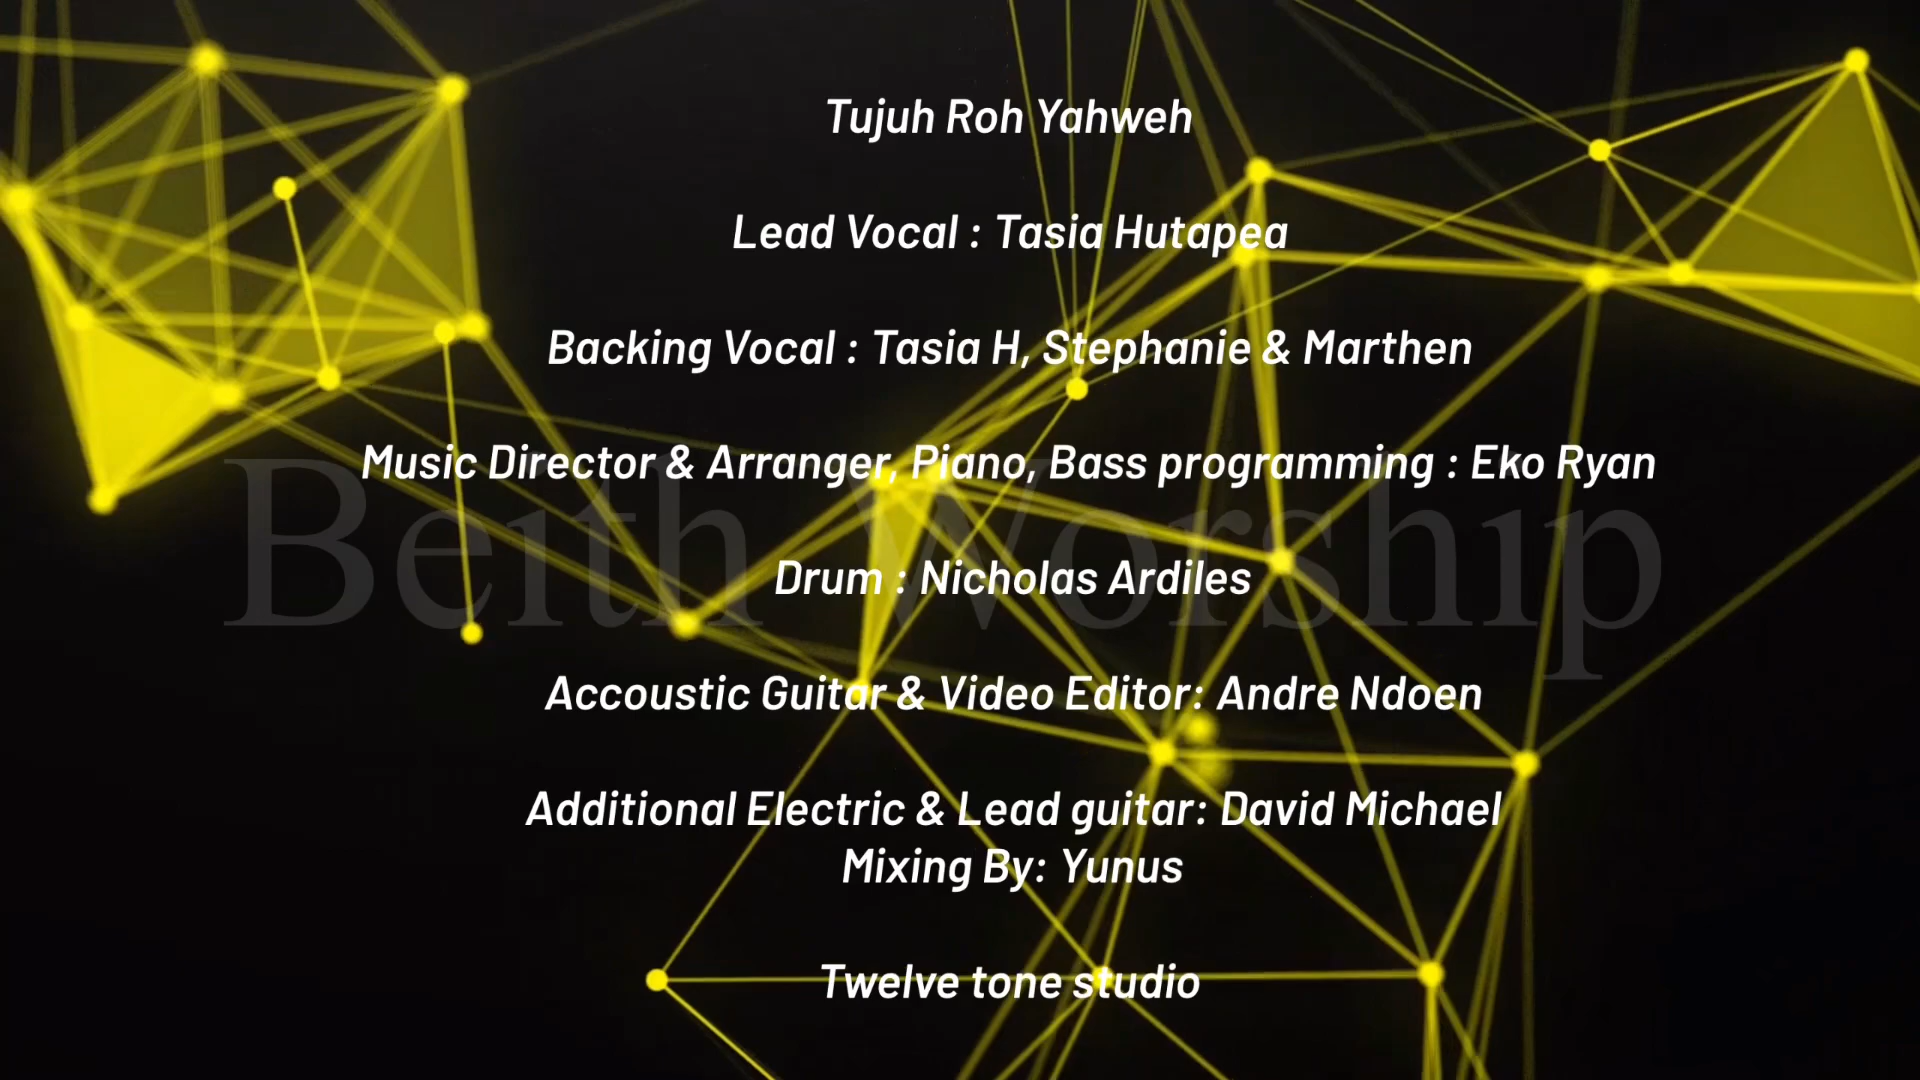 Tujuh Roh Yahweh
Lead Vocal : Tasia Hutapea
Backing Vocal : Tasia H, Stephanie & Marthen
Music Director & Arranger, Piano, Bass programming : Eko Ryan
Beith Worship
Drum : Nicholas Ardiles
Accoustic Guitar & Video Editor: Andre Ndoen
Additional Electric & Lead guitar: David Michael
Mixing By: Yunus
Twelve tone studio